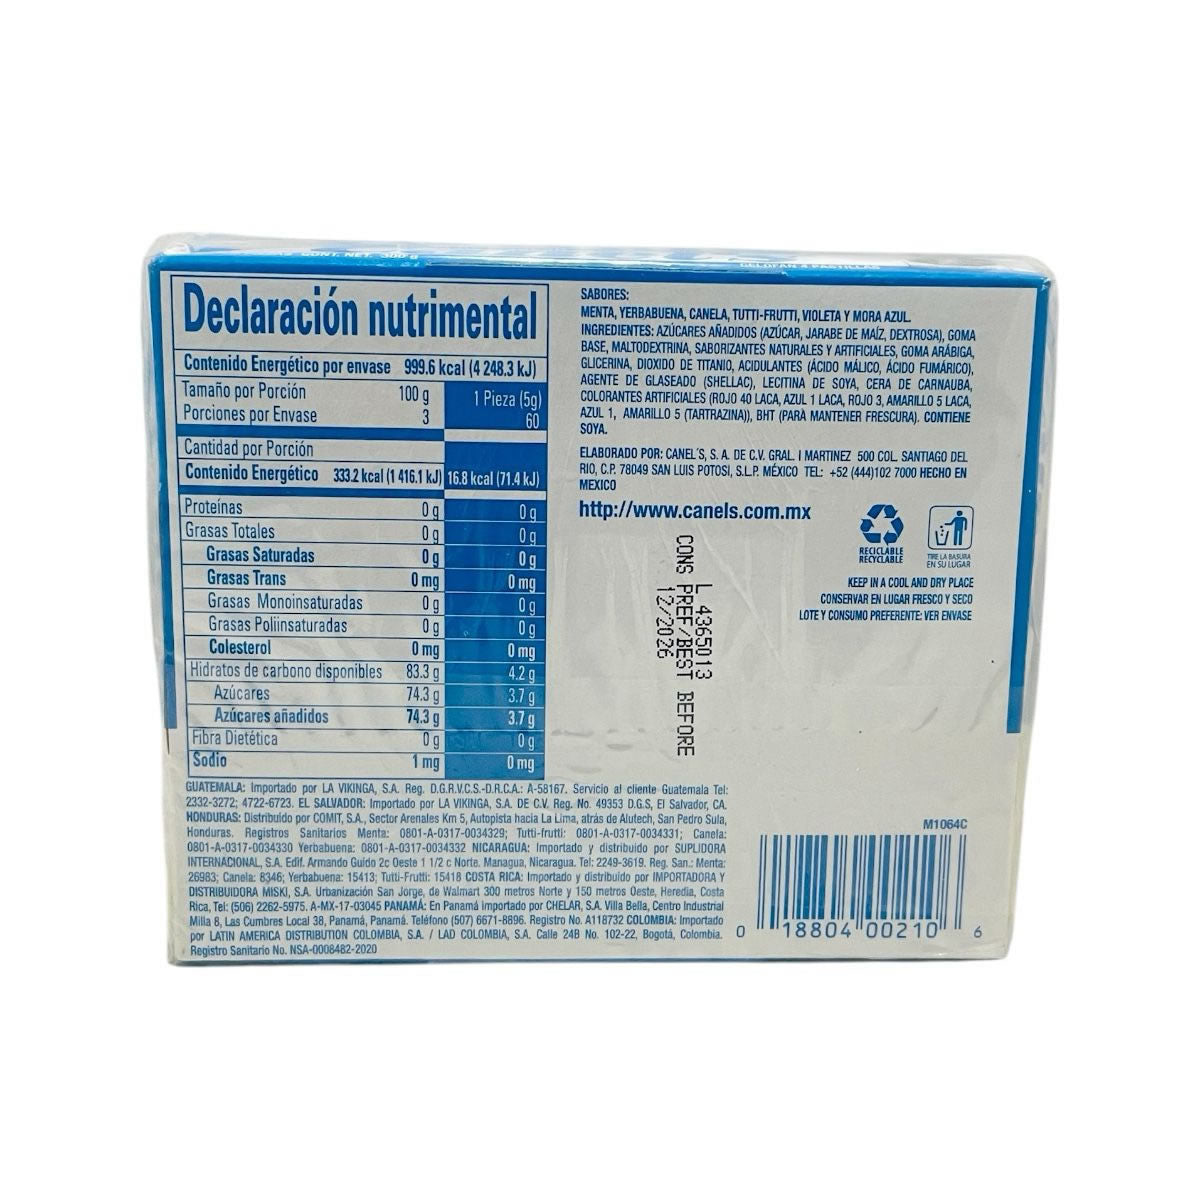 CONT. NET. 300 g
CELOFÁN 4 PASTILLAS
Declaración nutrimental
Contenido Energético por envase 999.6 kcal (4 248.3 kJ)
Tamaño por Porción 100 g 1 Pieza (5g)
Porciones por Envase 3 60
Cantidad por Porción
Contenido Energético 333.2 kcal (1 416.1 kJ) 16.8 kcal (71.4 kJ)
Proteínas 0 g 0 g
Grasas Totales 0 g 0 g
Grasas Saturadas 0 g 0 g
Grasas Trans 0 mg 0 mg
Grasas Monoinsaturadas 0 g 0 g
Grasas Poliinsaturadas 0 g 0 g
Colesterol 0 mg 0 mg
Hidratos de carbono disponibles 83.3 g 4.2 g
Azúcares 74.3 g 3.7 g
Azúcares añadidos 74.3 g 3.7 g
Fibra Dietética 0 g 0 g
Sodio 1 mg 0 mg
SABORES:
MENTA, YERBABUENA, CANELA, TUTTI-FRUTTI, VIOLETA Y MORA AZUL.
INGREDIENTES: AZÚCARES AÑADIDOS (AZÚCAR, JARABE DE MAÍZ, DEXTROSA), GOMA
BASE, MALTODEXTRINA, SABORIZANTES NATURALES Y ARTIFICIALES, GOMA ARÁBIGA,
GLICERINA, DIOXIDO DE TITANIO, ACIDULANTES (ÁCIDO MÁLICO, ÁCIDO FUMÁRICO),
AGENTE DE GLASEADO (SHELLAC), LECITINA DE SOYA, CERA DE CARNAUBA,
COLORANTES ARTIFICIALES (ROJO 40 LACA, AZUL 1 LACA, ROJO 3, AMARILLO 5 LACA,
AZUL 1, AMARILLO 5 (TARTRAZINA)), BHT (PARA MANTENER FRESCURA). CONTIENE
SOYA.
ELABORADO POR: CANEL´S, S. A. DE C.V. GRAL. I MARTINEZ 500 COL. SANTIAGO DEL
RIO, C.P. 78049 SAN LUIS POTOSI, S.L.P. MÉXICO TEL: +52 (444)102 7000 HECHO EN
MEXICO
http://www.canels.com.mx
RECICLABLE
RECYCLABLE
TIRE LA BASURA
EN SU LUGAR
KEEP IN A COOL AND DRY PLACE
CONSERVAR EN LUGAR FRESCO Y SECO
LOTE Y CONSUMO PREFERENTE: VER ENVASE
L 4365013
CONS PREF/BEST BEFORE
12/2026
GUATEMALA: Importado por LA VIKINGA, S.A. Reg. D.G.R.V.C.S.-D.R.C.A.: A-58167. Servicio al cliente Guatemala Tel:
2332-3272; 4722-6723. EL SALVADOR: Importado por LA VIKINGA, S.A. DE C.V. Reg. No. 49353 D.G.S, El Salvador, CA.
HONDURAS: Distribuido por COMIT, S.A., Sector Arenales Km 5, Autopista hacia La Lima, atrás de Alutech, San Pedro Sula,
Honduras. Registros Sanitarios Menta: 0801-A-0317-0034329; Tutti-frutti: 0801-A-0317-0034331; Canela:
0801-A-0317-0034330 Yerbabuena: 0801-A-0317-0034332 NICARAGUA: Importado y distribuido por SUPLIDORA
INTERNACIONAL, S.A. Edif. Armando Guido 2c Oeste 1 1/2 c Norte. Managua, Nicaragua. Tel: 2249-3619. Reg. San.: Menta:
26983; Canela: 8346; Yerbabuena: 15413; Tutti-Frutti: 15418 COSTA RICA: Importado y distribuido por IMPORTADORA Y
DISTRIBUIDORA MISKI, S.A. Urbanización San Jorge, de Walmart 300 metros Norte y 150 metros Oeste, Heredia, Costa
Rica, Tel: (506) 2262-5975. A-MX-17-03045 PANAMÁ: En Panamá importado por CHELAR, S.A. Villa Bella, Centro Industrial
Milla 8, Las Cumbres Local 38, Panamá, Panamá. Teléfono (507) 6671-8896. Registro No. A118732 COLOMBIA: Importado
por LATIN AMERICA DISTRIBUTION COLOMBIA, S.A. / LAD COLOMBIA, S.A. Calle 24B No. 102-22, Bogotá, Colombia.
Registro Sanitario No. NSA-0008482-2020
M1064C
0 18804 00210 6